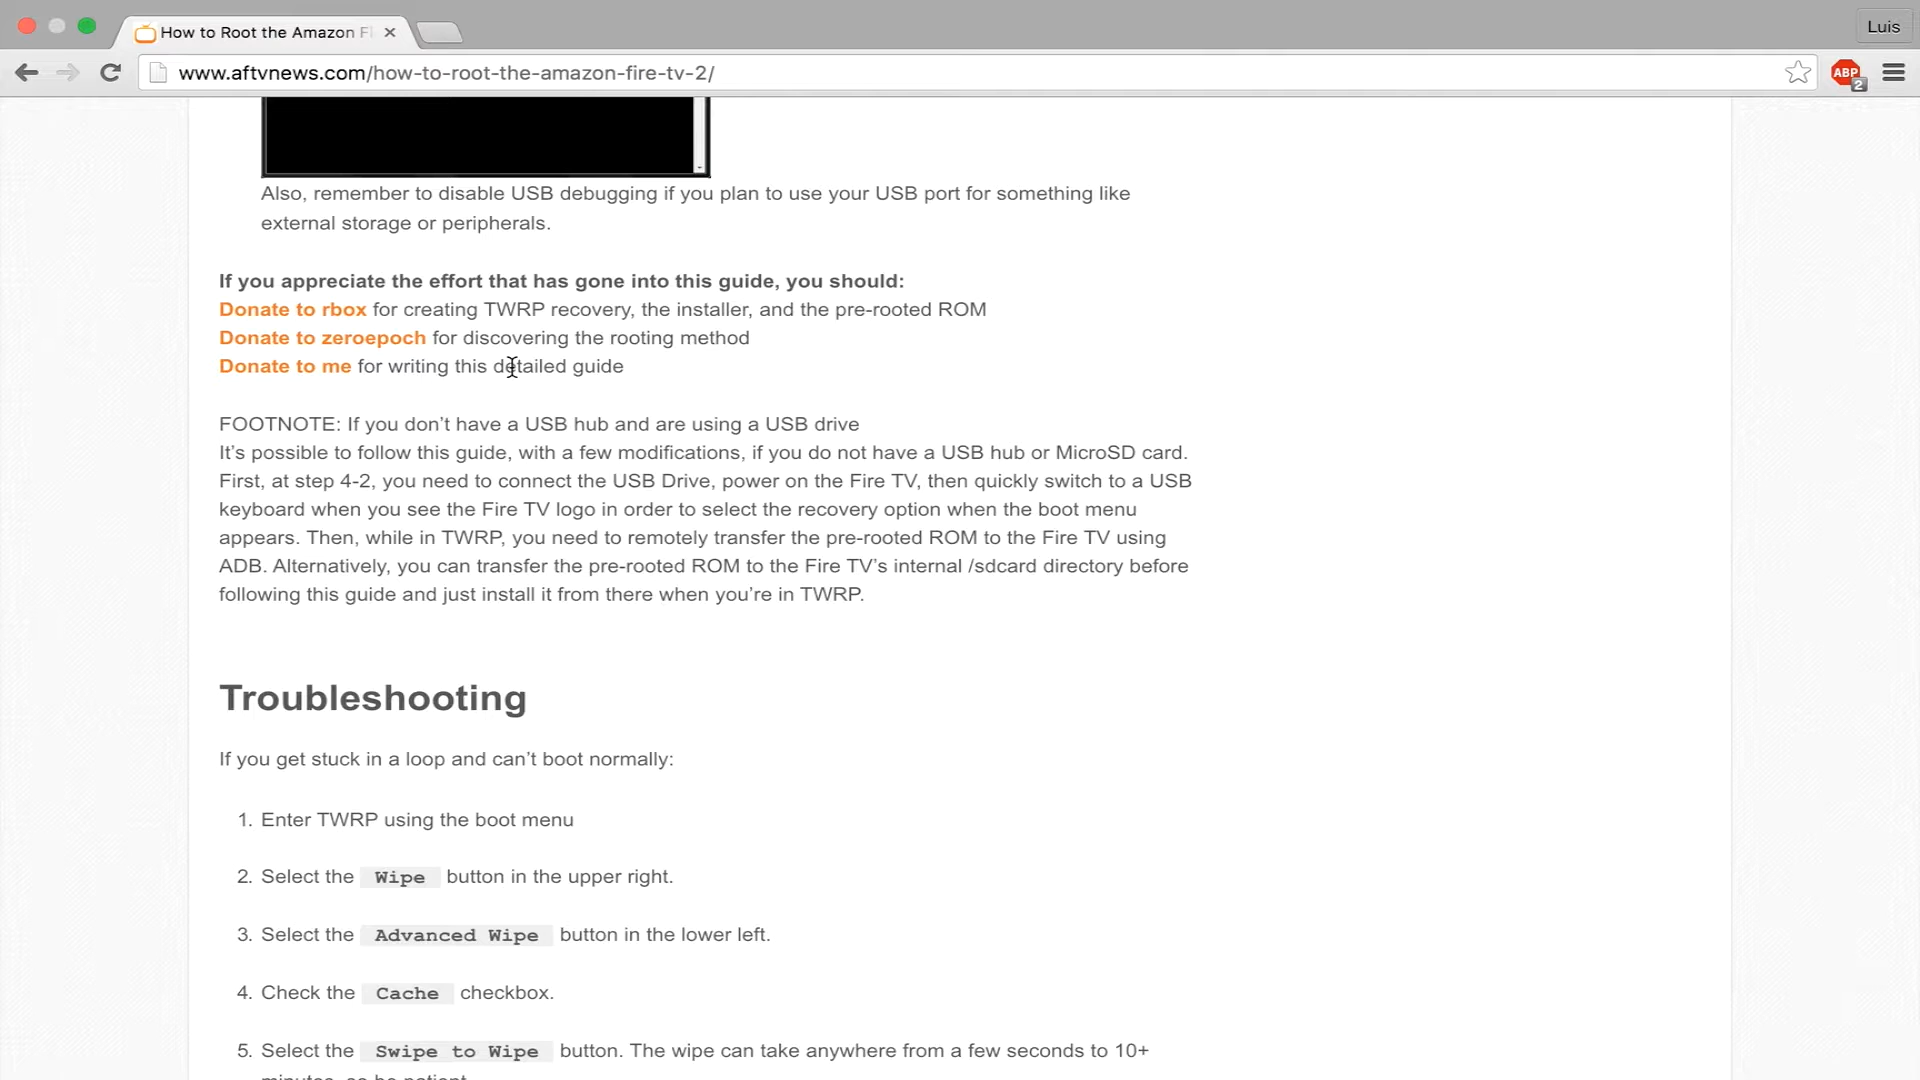 How to Root the Amazon Fi
Luis
www.aftvnews.com/how-to-root-the-amazon-fire-tv-2/
ABP
2
Also, remember to disable USB debugging if you plan to use your USB port for something like
external storage or peripherals.
If you appreciate the effort that has gone into this guide, you should:
Donate to rbox for creating TWRP recovery, the installer, and the pre-rooted ROM
Donate to zeroepoch for discovering the rooting method
Donate to me for writing this detailed guide
FOOTNOTE: If you don’t have a USB hub and are using a USB drive
It’s possible to follow this guide, with a few modifications, if you do not have a USB hub or MicroSD card.
First, at step 4-2, you need to connect the USB Drive, power on the Fire TV, then quickly switch to a USB
keyboard when you see the Fire TV logo in order to select the recovery option when the boot menu
appears. Then, while in TWRP, you need to remotely transfer the pre-rooted ROM to the Fire TV using
ADB. Alternatively, you can transfer the pre-rooted ROM to the Fire TV’s internal /sdcard directory before
following this guide and just install it from there when you’re in TWRP.
Troubleshooting
If you get stuck in a loop and can’t boot normally:
1. Enter TWRP using the boot menu
2. Select the Wipe button in the upper right.
3. Select the Advanced Wipe button in the lower left.
4. Check the Cache checkbox.
5. Select the Swipe to Wipe button. The wipe can take anywhere from a few seconds to 10+
minutes, so be patient.